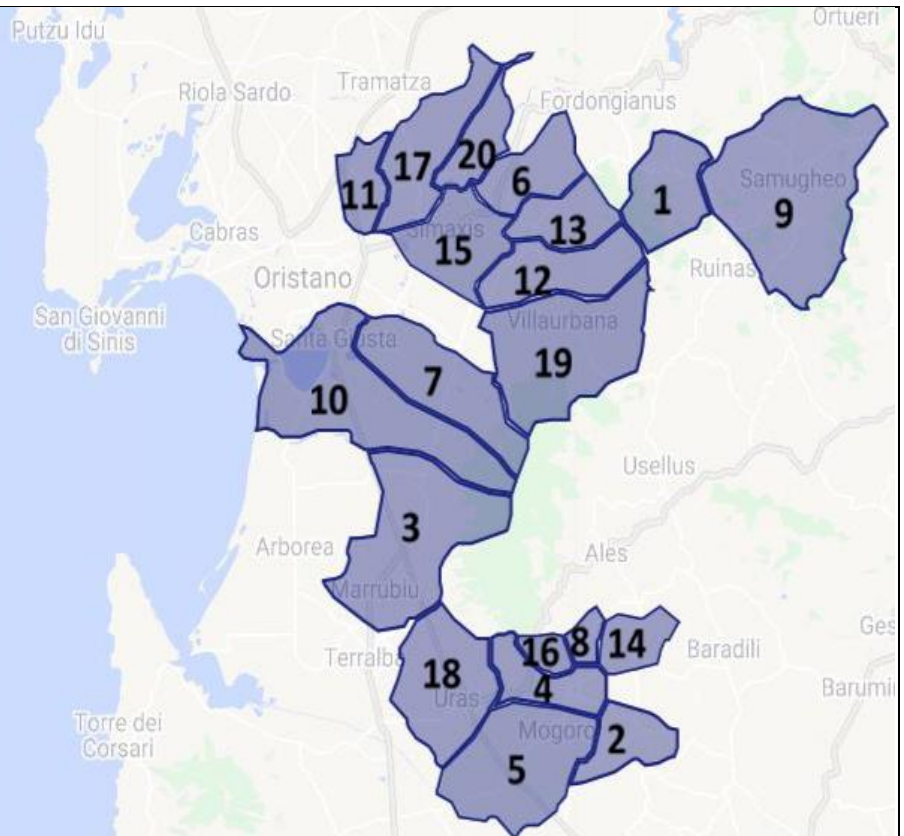 Putzu Idu
Ortueri
Riola Sardo
Tramatza
Fordongianus
20
17
6
11
1
Samugheo
9
Cabras
Simaxis
13
15
Oristano
Ruinas
12
San Giovanni
di Sinis
Santa Giusta
Villaurbana
19
7
10
Usellus
3
Arborea
Ales
Marrubiu
Terralba
16
8
14
Baradili
Ges
18
4
Uras
Barumin
Torre dei
Corsari
Mogoro
2
5